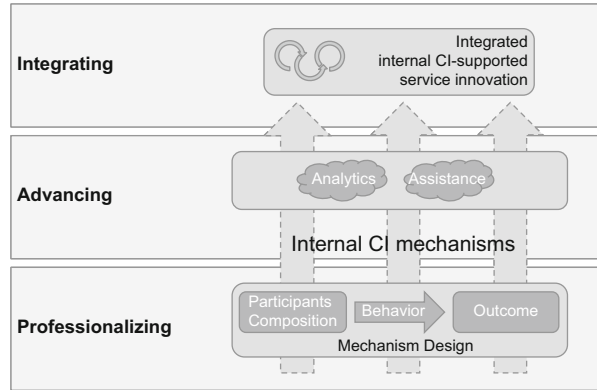 Integrating
Integrated
internal CI-supported
service innovation
Advancing
Analytics
Assistance
Internal CI mechanisms
Professionalizing
Participants
Composition
Behavior
Outcome
Mechanism Design